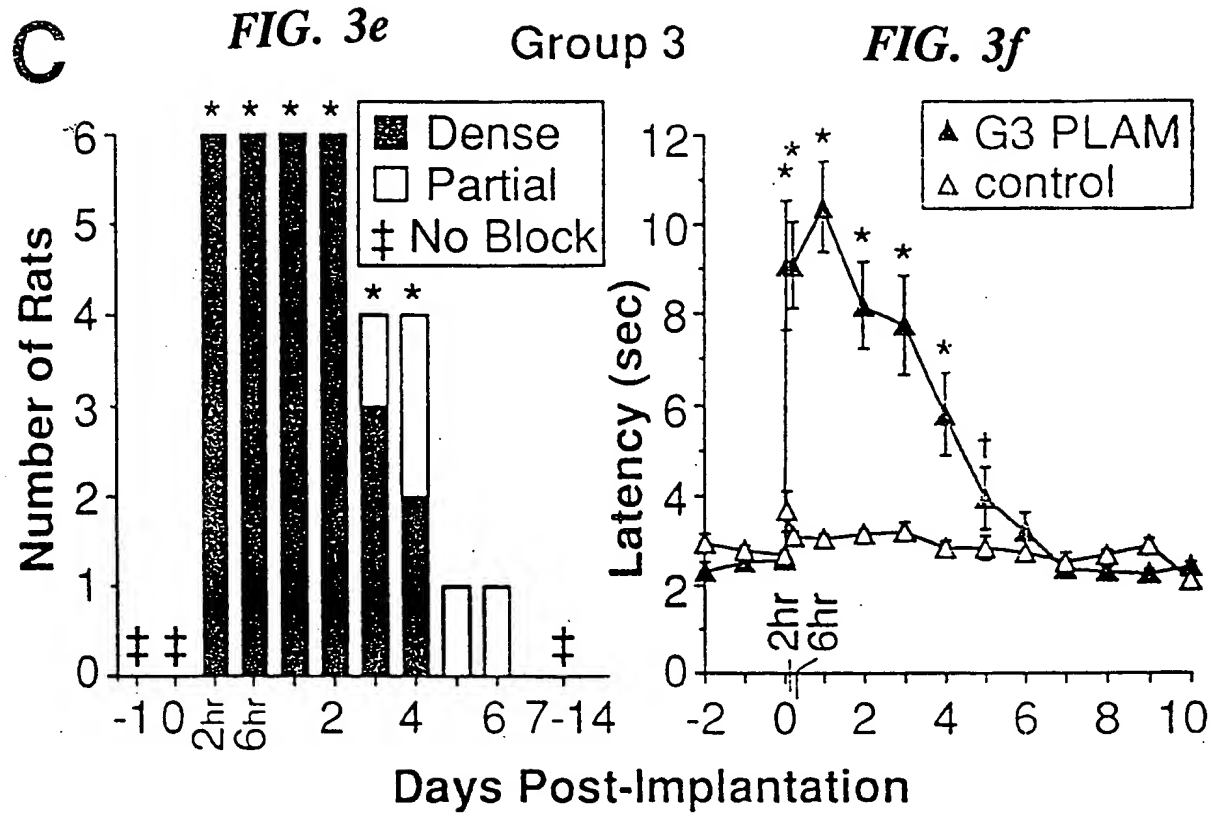 C
FIG. 3e
Group 3
FIG. 3f
* * * *
Dense
Partial
‡ No Block
* *
6
5
4
3
2
1
0
Number of Rats
‡ ‡ ‡
-1 0 2hr 6hr 2 4 6 7-14
G3 PLAM
control
* * * * * * †
12
10
8
6
4
2
0
Latency (sec)
2hr
6hr
-2 0 2 4 6 8 10
Days Post-Implantation